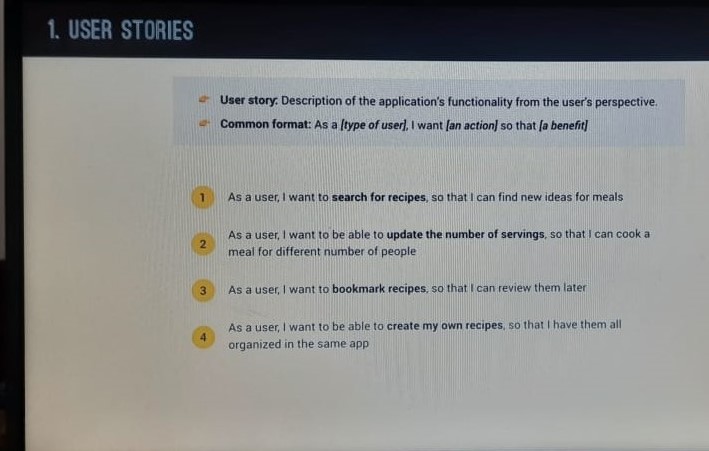 1. USER STORIES
User story: Description of the application's functionality from the user's perspective.
Common format: As a [type of user], I want [an action] so that [a benefit]
1 As a user, I want to search for recipes, so that I can find new ideas for meals
2 As a user, I want to be able to update the number of servings, so that I can cook a
meal for different number of people
3 As a user, I want to bookmark recipes, so that I can review them later
4 As a user, I want to be able to create my own recipes, so that I have them all
organized in the same app